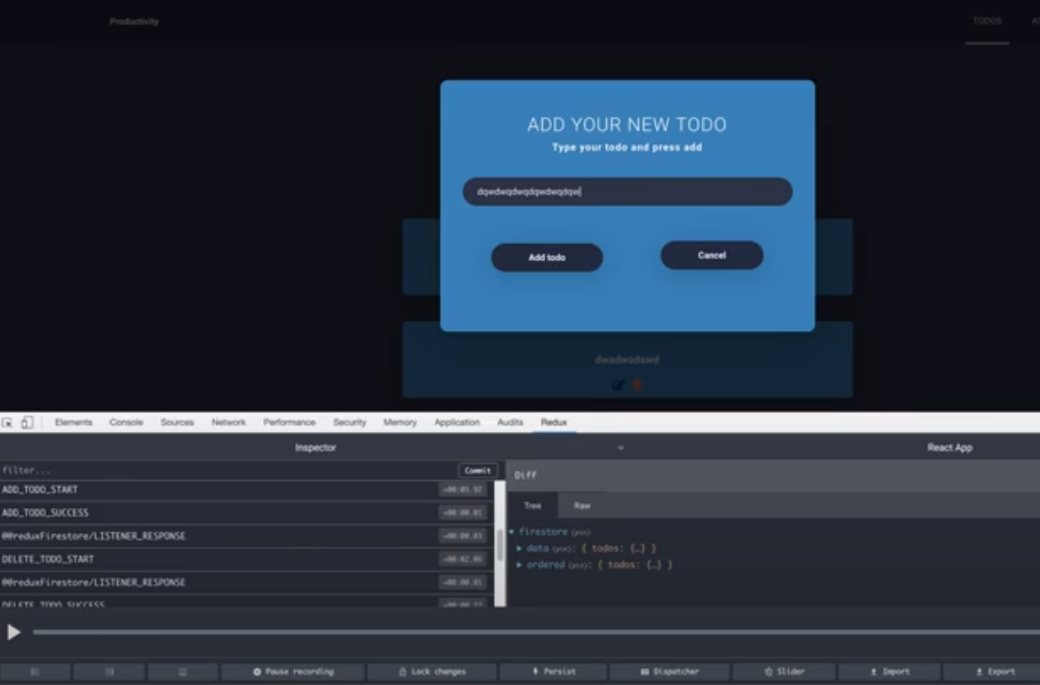 Productivity
TODOS
ADD YOUR NEW TODO
Type your todo and press add
dqwdwqdwqdqwdwqdqw
Add todo
Cancel
dwadwadawd
Elements Console Sources Network Performance Security Memory Application Audits Redux
Inspector
React App
filter...
Commit
Diff
ADD_TODO_START +00:05.97
Tree Raw
ADD_TODO_SUCCESS +00:00.01
firestore (pin)
@@reduxFirestore/LISTENER_RESPONSE +00:00.03
data (pin): { todos: {…} }
DELETE_TODO_START +00:02.06
ordered (pin): { todos: {…} }
@@reduxFirestore/LISTENER_RESPONSE +00:00.01
DELETE_TODO_SUCCESS
Pause recording
Lock changes
Persist
Dispatcher
Slider
Import
Export